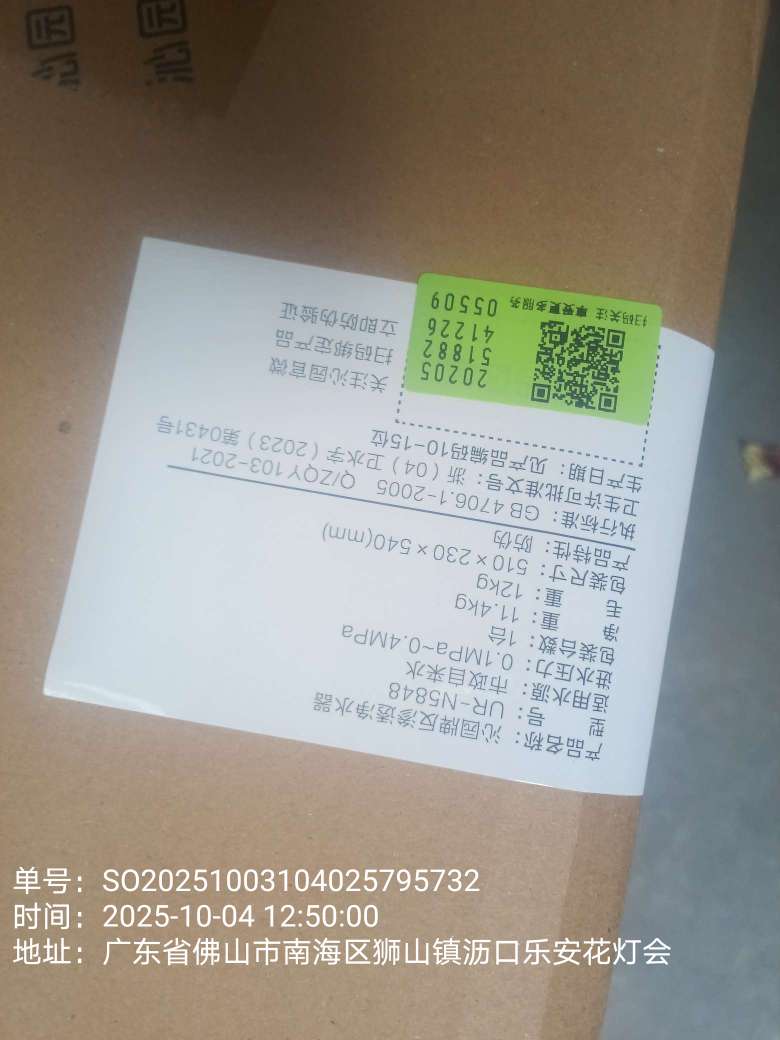 沁园
沁园
产品名称：沁园牌反渗透净水器
型 号：UR-N5848
适用水源：市政自来水
进水压力：0.1MPa~0.4MPa
包装台数：1台
净 重：11.4kg
毛 重：12kg
包装尺寸：510×230×540(mm)
产品特性：防伪
执行标准：GB 4706.1-2005 Q/ZQY 103-2021
卫生许可批准文号：浙（04）卫水字（2023）第0431号
生产日期：见产品编码10-15位
关注沁园官微
扫码绑定产品
立即防伪验证
20205
51882
41226
05509
扫码关注 享受更多服务
单号：SO20251003104025795732
时间：2025-10-04 12:50:00
地址：广东省佛山市南海区狮山镇沥口乐安花灯会